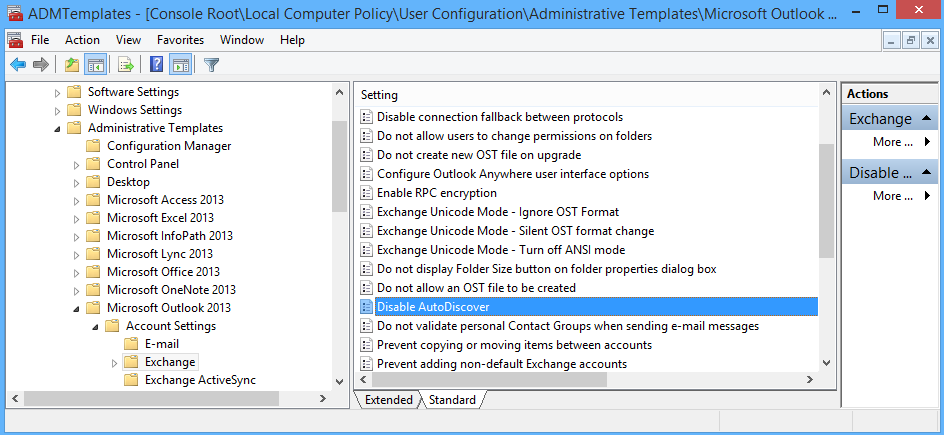 ADMTemplates - [Console Root\Local Computer Policy\User Configuration\Administrative Templates\Microsoft Outlook ...
File Action View Favorites Window Help
Software Settings
Windows Settings
Administrative Templates
Configuration Manager
Control Panel
Desktop
Microsoft Access 2013
Microsoft Excel 2013
Microsoft InfoPath 2013
Microsoft Lync 2013
Microsoft Office 2013
Microsoft OneNote 2013
Microsoft Outlook 2013
Account Settings
E-mail
Exchange
Exchange ActiveSync
Setting
Disable connection fallback between protocols
Do not allow users to change permissions on folders
Do not create new OST file on upgrade
Configure Outlook Anywhere user interface options
Enable RPC encryption
Exchange Unicode Mode - Ignore OST Format
Exchange Unicode Mode - Silent OST format change
Exchange Unicode Mode - Turn off ANSI mode
Do not display Folder Size button on folder properties dialog box
Do not allow an OST file to be created
Disable AutoDiscover
Do not validate personal Contact Groups when sending e-mail messages
Prevent copying or moving items between accounts
Prevent adding non-default Exchange accounts
Extended Standard
Actions
Exchange
More ...
Disable ...
More ...